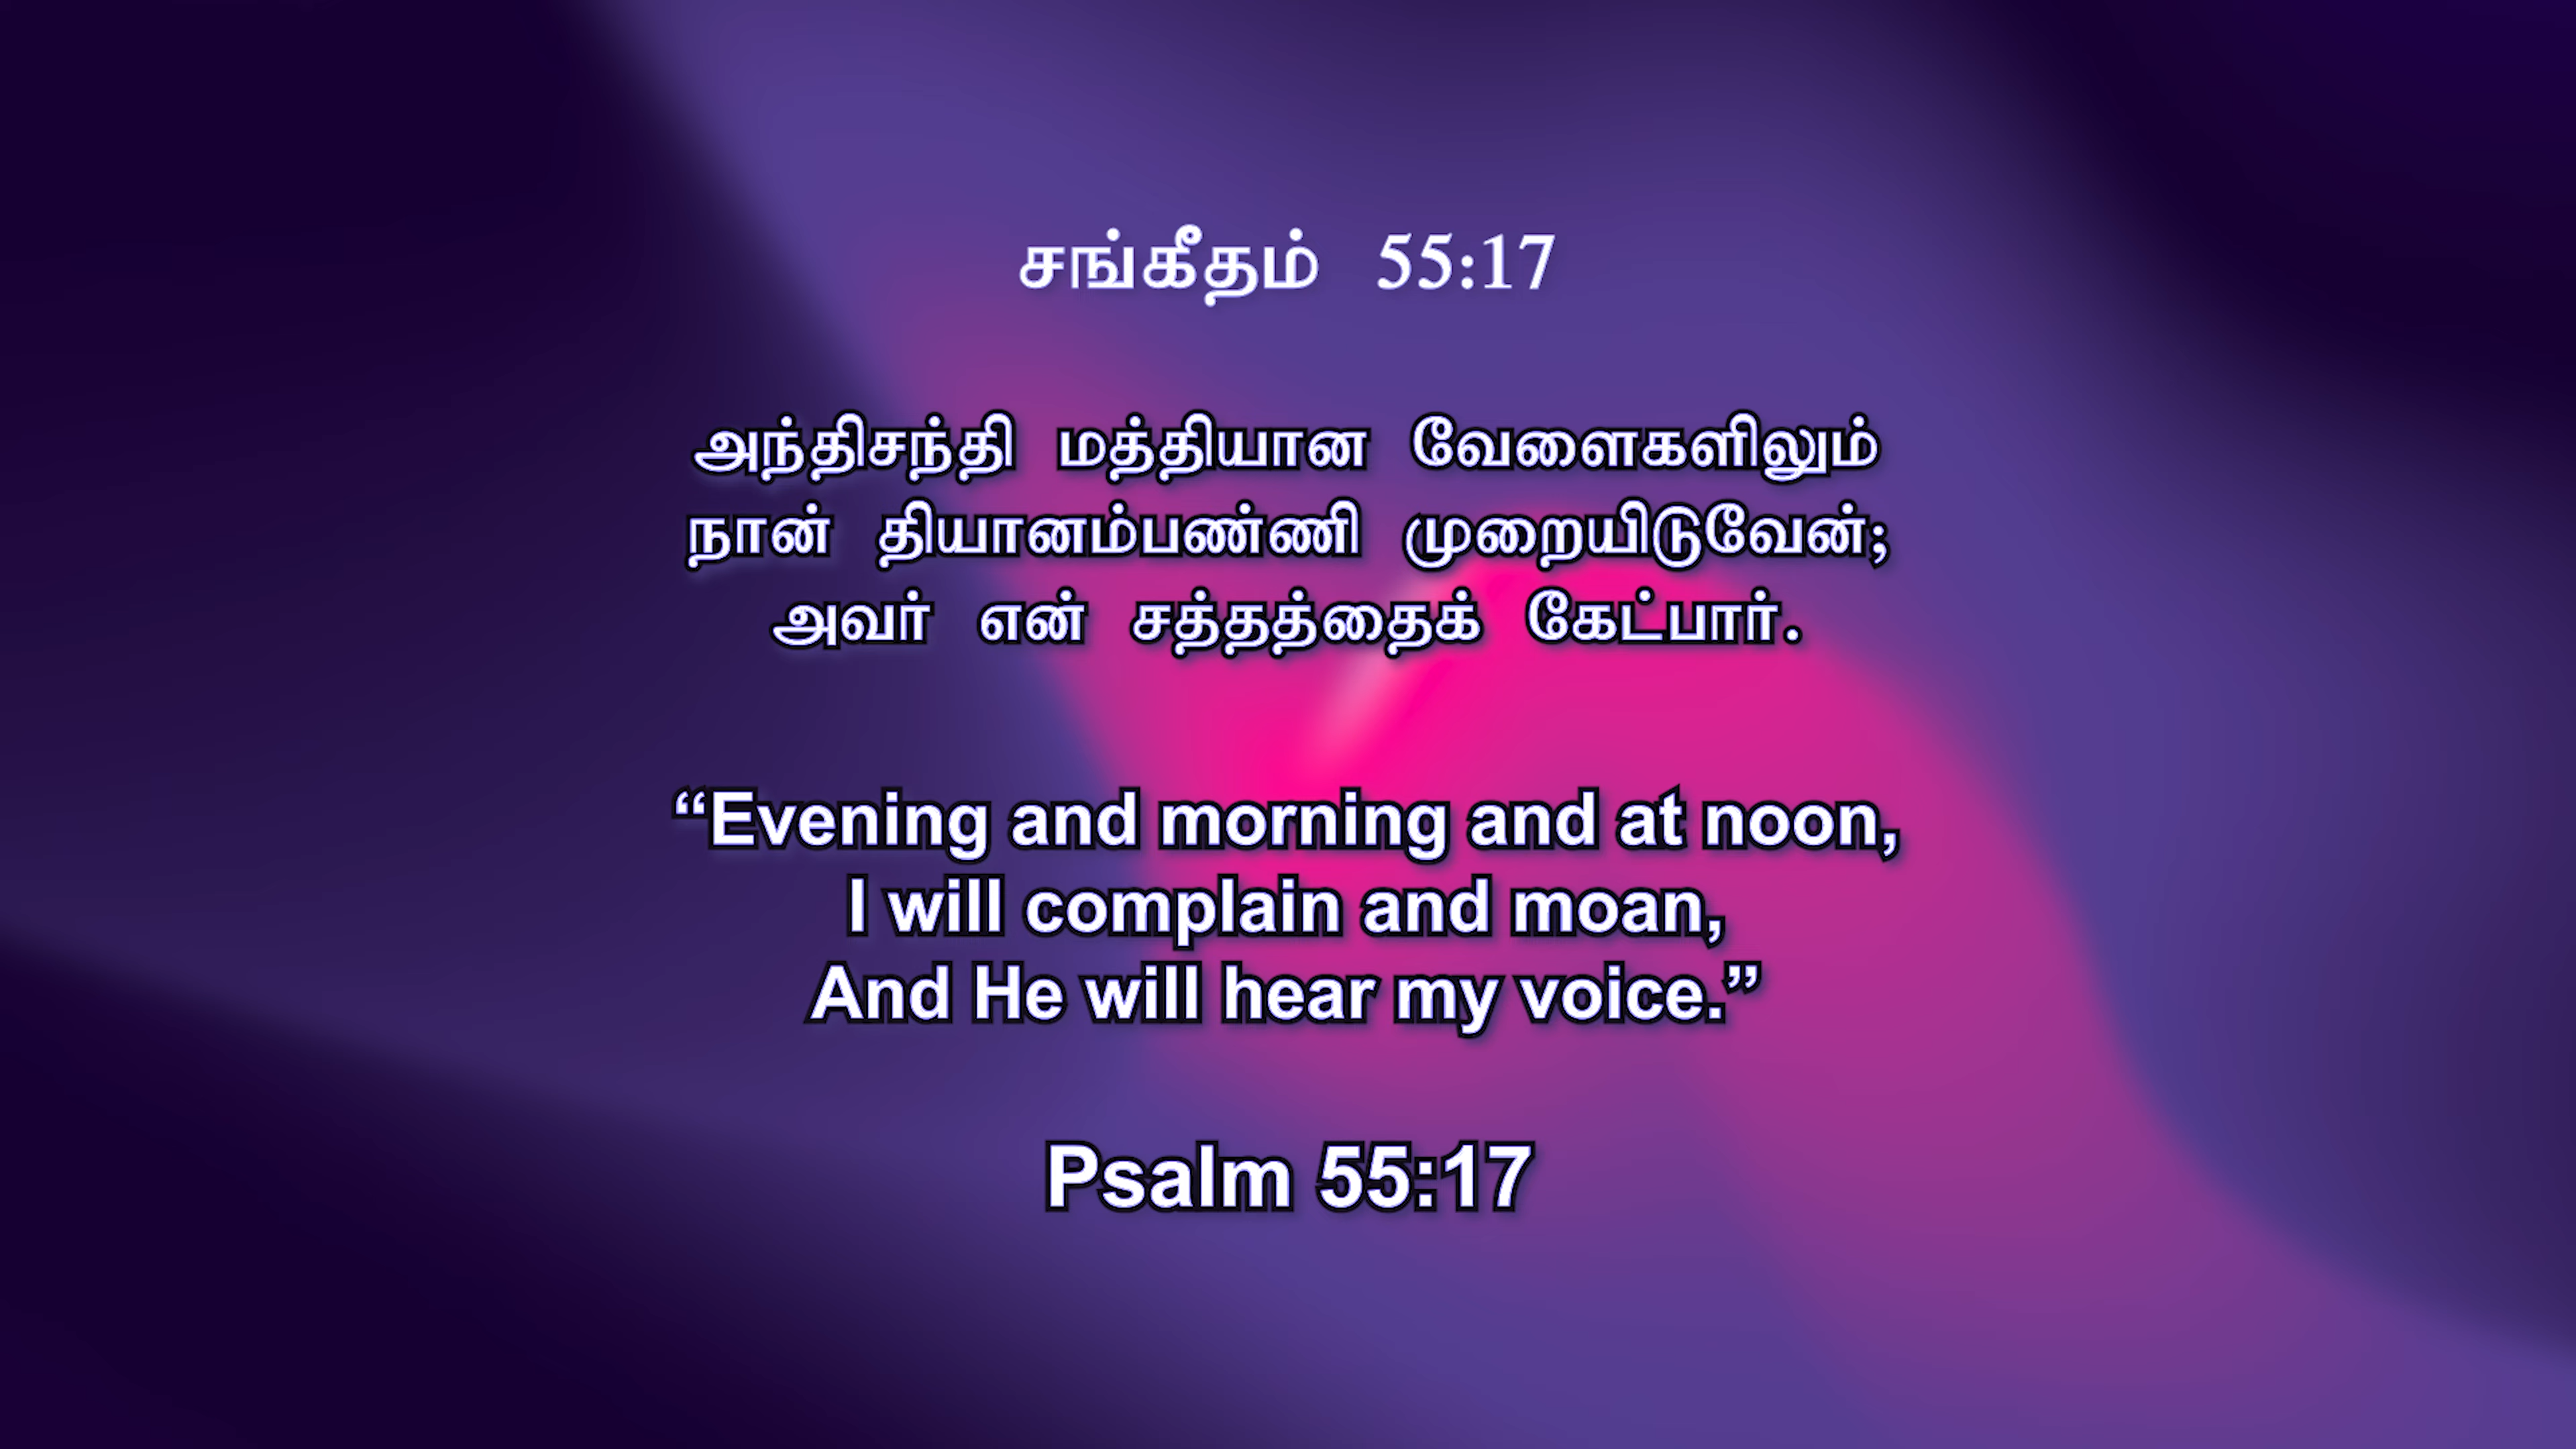 சங்கீதம் 55:17
அந்திசந்தி மத்தியான வேளைகளிலும்
நான் தியானம்பண்ணி முறையிடுவேன்;
அவர் என் சத்தத்தைக் கேட்பார்.
“Evening and morning and at noon,
I will complain and moan,
And He will hear my voice.”
Psalm 55:17